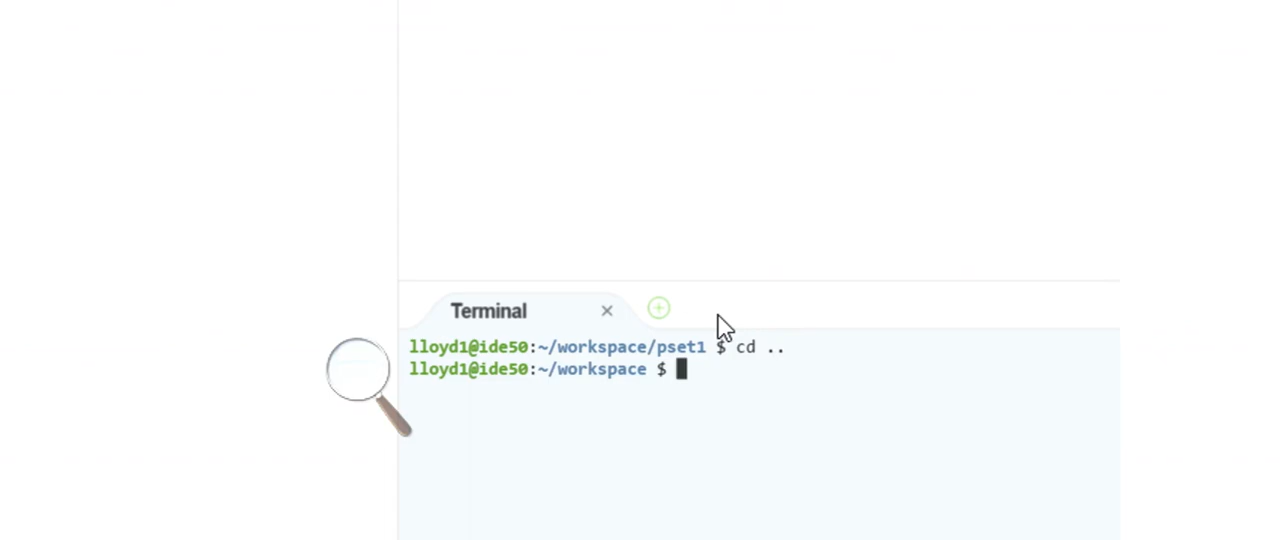 Terminal
lloyd1@ide50:~/workspace/pset1 $ cd ..
lloyd1@ide50:~/workspace $